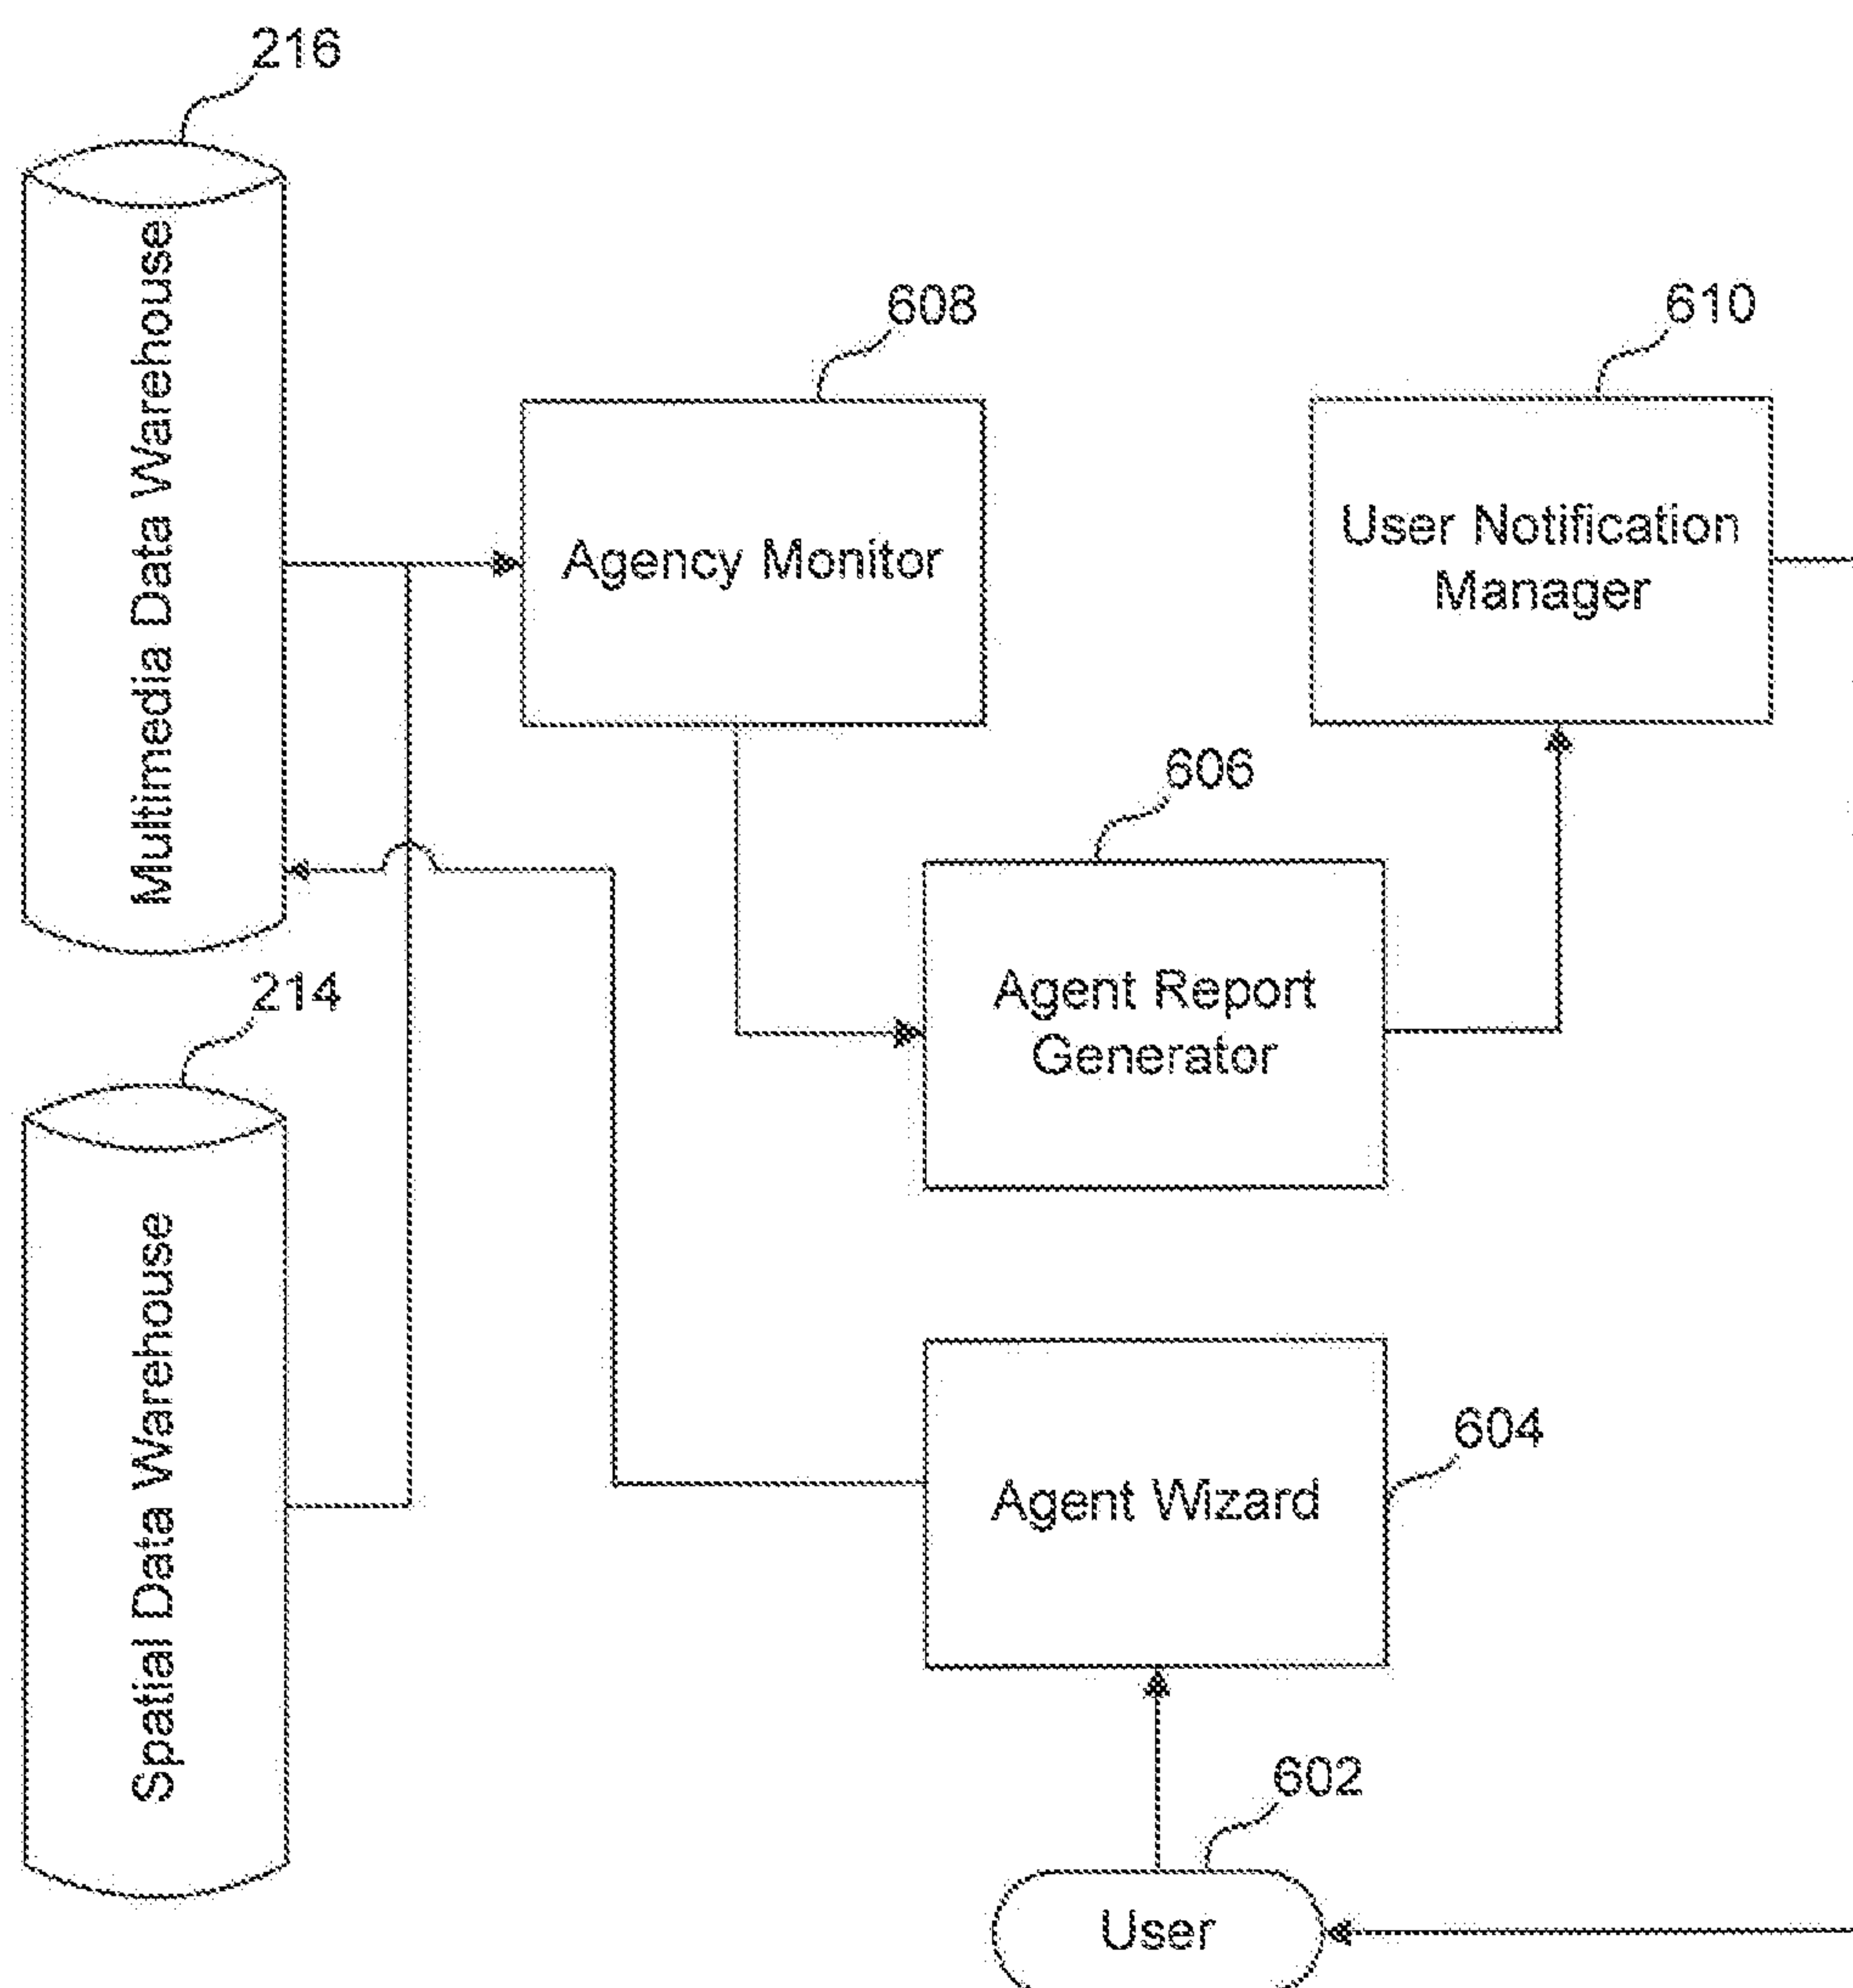 216
Multimedia Data Warehouse
608
Agency Monitor
610
User Notification
Manager
606
Agent Report
Generator
214
Spatial Data Warehouse
604
Agent Wizard
602
User